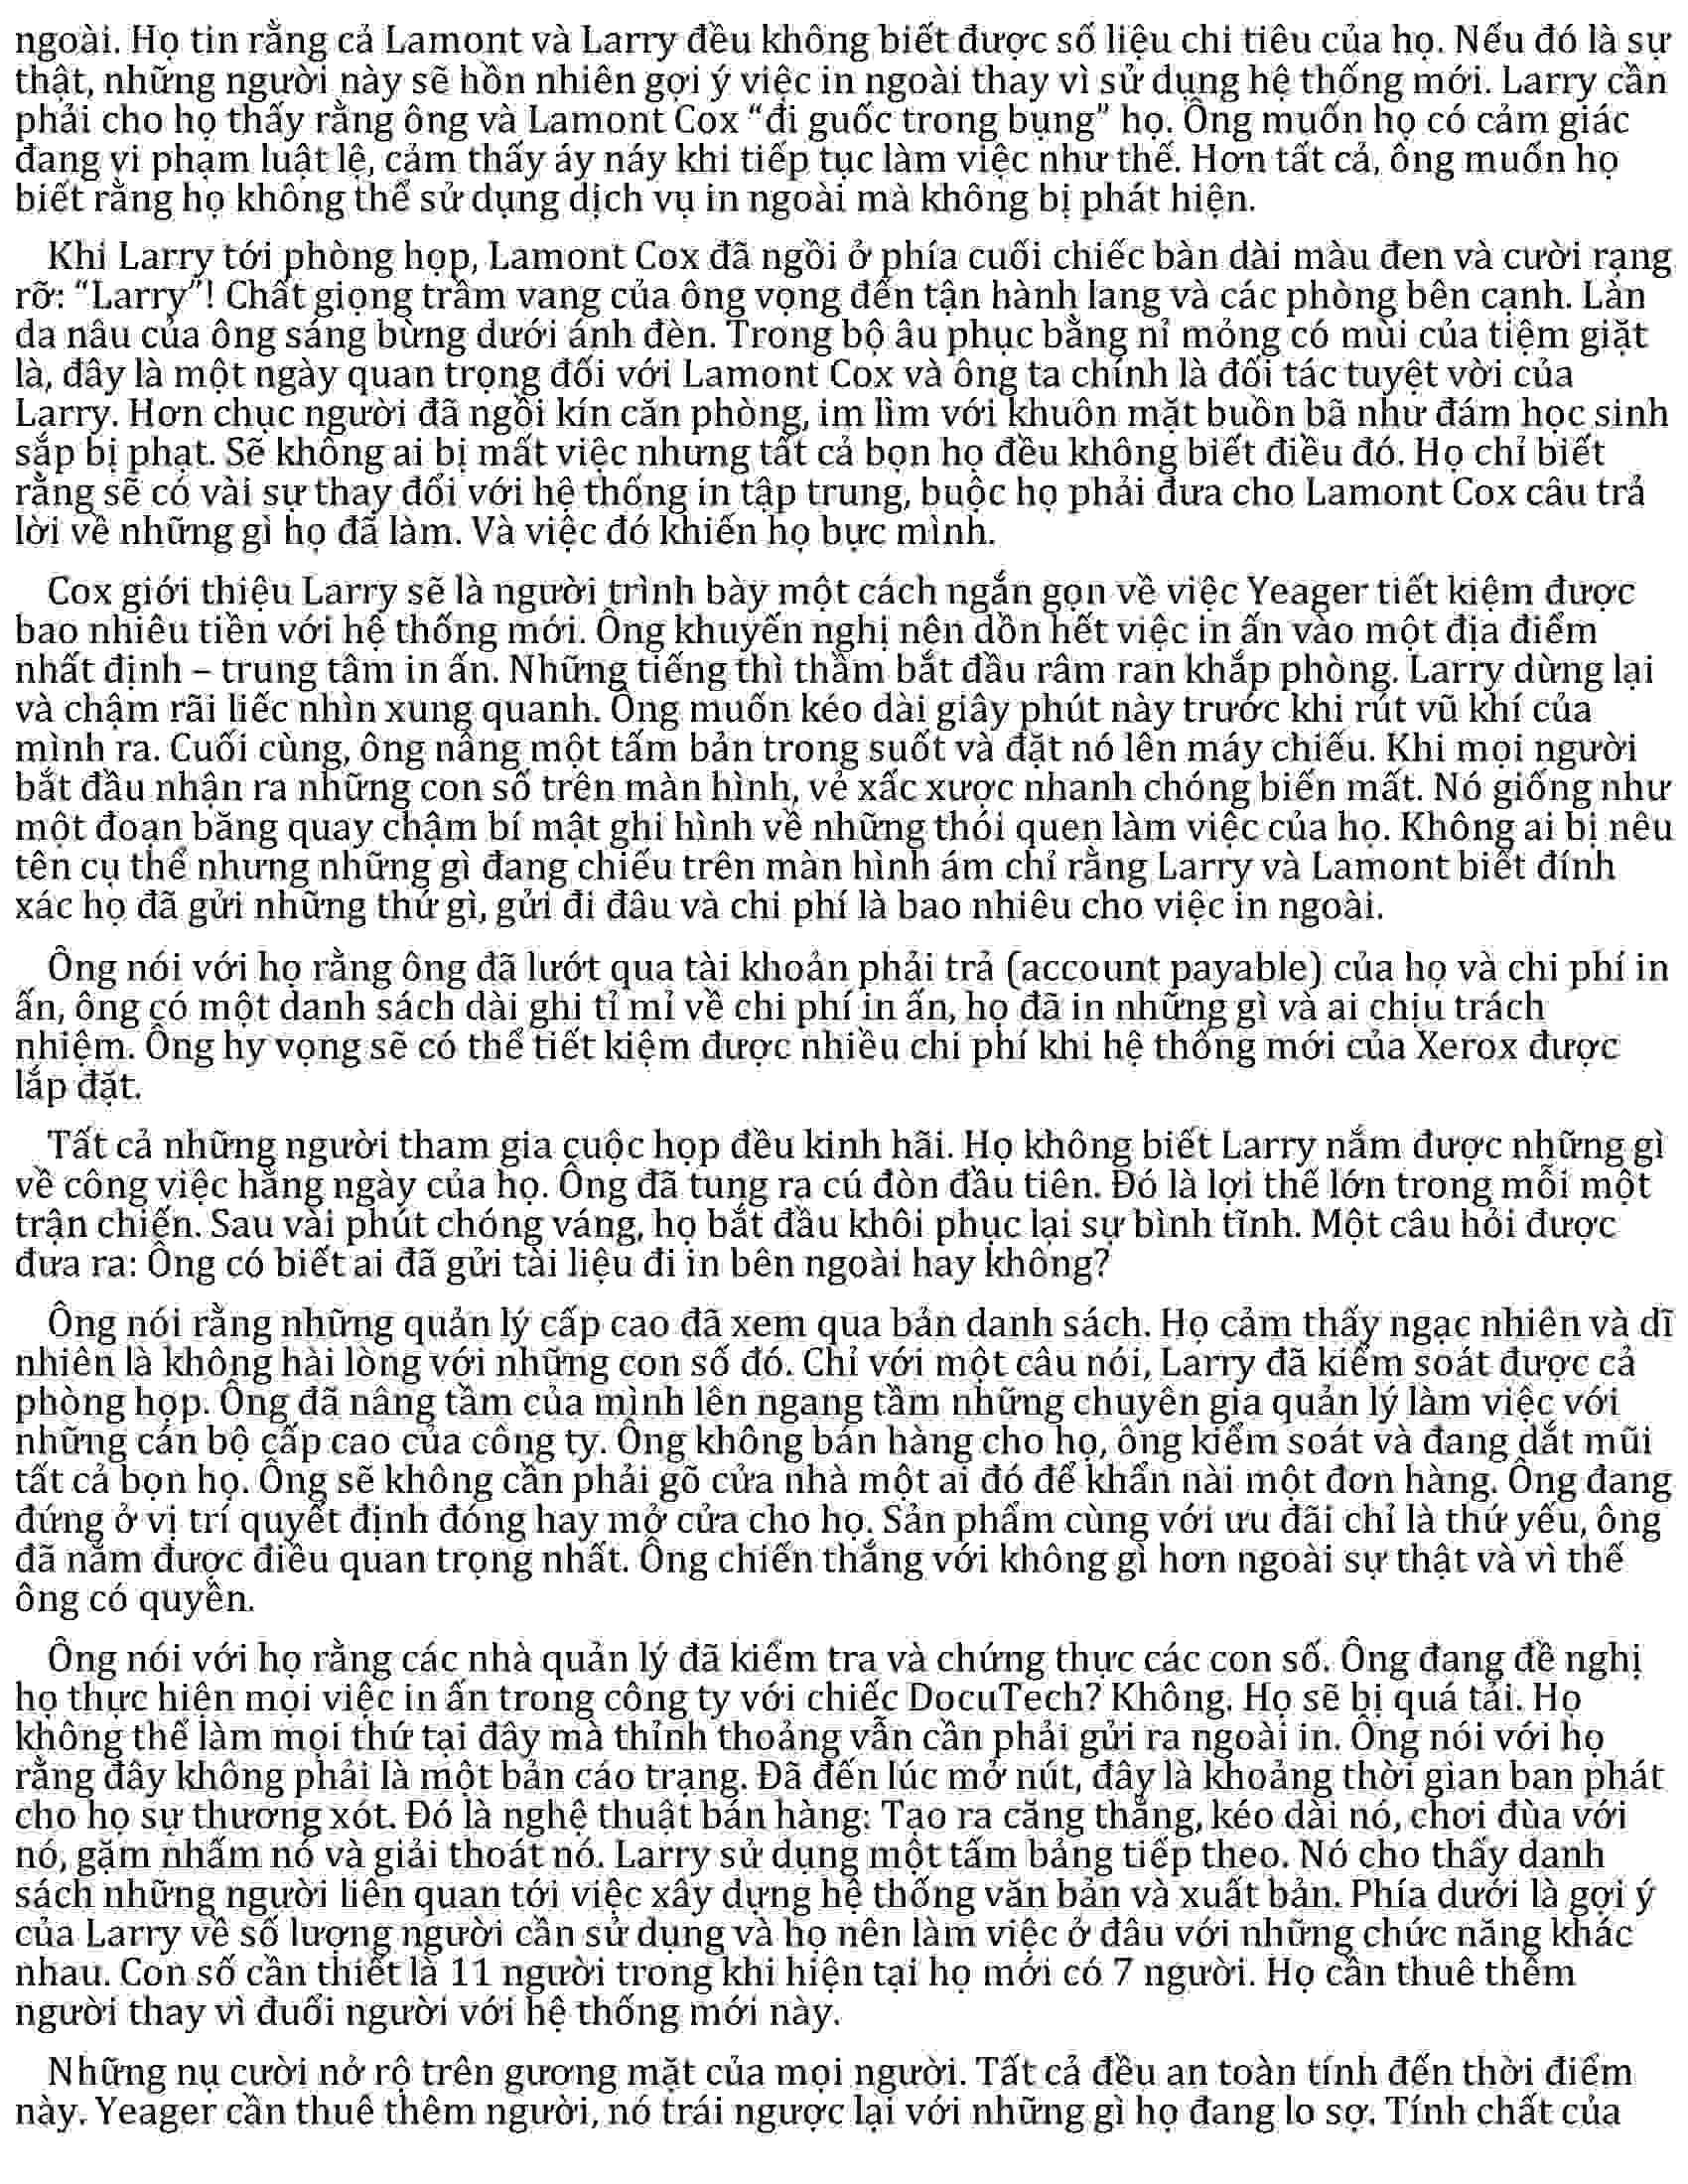 ngoài. Họ tin rằng cả Lamont và Larry đều không biết được số liệu chi tiêu của họ. Nếu đó là sự
thật, những người này sẽ hồn nhiên gợi ý việc in ngoài thay vì sử dụng hệ thống mới. Larry cần
phải cho họ thấy rằng ông và Lamont Cox “đi guốc trong bụng” họ. Ông muốn họ có cảm giác
đang vi phạm luật lệ, cảm thấy áy náy khi tiếp tục làm việc như thế. Hơn tất cả, ông muốn họ
biết rằng họ không thể sử dụng dịch vụ in ngoài mà không bị phát hiện.
Khi Larry tới phòng họp, Lamont Cox đã ngồi ở phía cuối chiếc bàn dài màu đen và cười rạng
rỡ: “Larry”! Chất giọng trầm vang của ông vọng đến tận hành lang và các phòng bên cạnh. Làn
da nâu của ông sáng bừng dưới ánh đèn. Trong bộ âu phục bằng nỉ mỏng có mùi của tiệm giặt
là, đây là một ngày quan trọng đối với Lamont Cox và ông ta chính là đối tác tuyệt vời của
Larry. Hơn chục người đã ngồi kín căn phòng, im lìm với khuôn mặt buồn bã như đám học sinh
sắp bị phạt. Sẽ không ai bị mất việc nhưng tất cả bọn họ đều không biết điều đó. Họ chỉ biết
rằng sẽ có vài sự thay đổi với hệ thống in tập trung, buộc họ phải đưa cho Lamont Cox câu trả
lời về những gì họ đã làm. Và việc đó khiến họ bực mình.
Cox giới thiệu Larry sẽ là người trình bày một cách ngắn gọn về việc Yeager tiết kiệm được
bao nhiêu tiền với hệ thống mới. Ông khuyến nghị nên dồn hết việc in ấn vào một địa điểm
nhất định – trung tâm in ấn. Những tiếng thì thầm bắt đầu râm ran khắp phòng. Larry dừng lại
và chậm rãi liếc nhìn xung quanh. Ông muốn kéo dài giây phút này trước khi rút vũ khí của
mình ra. Cuối cùng, ông nâng một tấm bản trong suốt và đặt nó lên máy chiếu. Khi mọi người
bắt đầu nhận ra những con số trên màn hình, vẻ xấc xược nhanh chóng biến mất. Nó giống như
một đoạn băng quay chậm bí mật ghi hình về những thói quen làm việc của họ. Không ai bị nêu
tên cụ thể nhưng những gì đang chiếu trên màn hình ám chỉ rằng Larry và Lamont biết đính
xác họ đã gửi những thứ gì, gửi đi đâu và chi phí là bao nhiêu cho việc in ngoài.
Ông nói với họ rằng ông đã lướt qua tài khoản phải trả (account payable) của họ và chi phí in
ấn, ông có một danh sách dài ghi tỉ mỉ về chi phí in ấn, họ đã in những gì và ai chịu trách
nhiệm. Ông hy vọng sẽ có thể tiết kiệm được nhiều chi phí khi hệ thống mới của Xerox được
lắp đặt.
Tất cả những người tham gia cuộc họp đều kinh hãi. Họ không biết Larry nắm được những gì
về công việc hằng ngày của họ. Ông đã tung ra cú đòn đầu tiên. Đó là lợi thế lớn trong mỗi một
trận chiến. Sau vài phút chóng váng, họ bắt đầu khôi phục lại sự bình tĩnh. Một câu hỏi được
đưa ra: Ông có biết ai đã gửi tài liệu đi in bên ngoài hay không?
Ông nói rằng những quản lý cấp cao đã xem qua bản danh sách. Họ cảm thấy ngạc nhiên và dĩ
nhiên là không hài lòng với những con số đó. Chỉ với một câu nói, Larry đã kiểm soát được cả
phòng họp. Ông đã nâng tầm của mình lên ngang tầm những chuyên gia quản lý làm việc với
những cán bộ cấp cao của công ty. Ông không bán hàng cho họ, ông kiểm soát và đang dắt mũi
tất cả bọn họ. Ông sẽ không cần phải gõ cửa nhà một ai đó để khẩn nài một đơn hàng. Ông đang
đứng ở vị trí quyết định đóng hay mở cửa cho họ. Sản phẩm cùng với ưu đãi chỉ là thứ yếu, ông
đã nắm được điều quan trọng nhất. Ông chiến thắng với không gì hơn ngoài sự thật và vì thế
ông có quyền.
Ông nói với họ rằng các nhà quản lý đã kiểm tra và chứng thực các con số. Ông đang đề nghị
họ thực hiện mọi việc in ấn trong công ty với chiếc DocuTech? Không. Họ sẽ bị quá tải. Họ
không thể làm mọi thứ tại đây mà thỉnh thoảng vẫn cần phải gửi ra ngoài in. Ông nói với họ
rằng đây không phải là một bản cáo trạng. Đã đến lúc mở nút, đây là khoảng thời gian ban phát
cho họ sự thương xót. Đó là nghệ thuật bán hàng: Tạo ra căng thẳng, kéo dài nó, chơi đùa với
nó, gặm nhấm nó và giải thoát nó. Larry sử dụng một tấm bảng tiếp theo. Nó cho thấy danh
sách những người liên quan tới việc xây dựng hệ thống văn bản và xuất bản. Phía dưới là gợi ý
của Larry về số lượng người cần sử dụng và họ nên làm việc ở đâu với những chức năng khác
nhau. Con số cần thiết là 11 người trong khi hiện tại họ mới có 7 người. Họ cần thuê thêm
người thay vì đuổi người với hệ thống mới này.
Những nụ cười nở rộ trên gương mặt của mọi người. Tất cả đều an toàn tính đến thời điểm
này. Yeager cần thuê thêm người, nó trái ngược lại với những gì họ đang lo sợ. Tính chất của